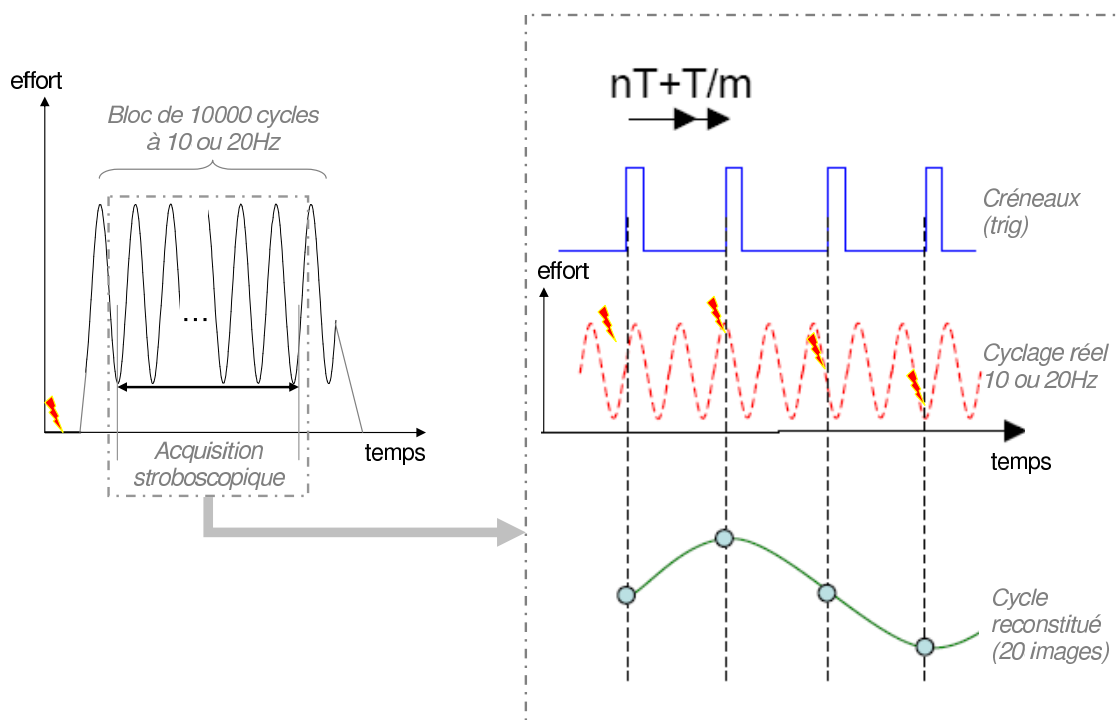 effort
Bloc de 10000 cycles
à 10 ou 20Hz
...
temps
Acquisition
stroboscopique
nT+T/m
Créneaux
(trig)
effort
Cyclage réel
10 ou 20Hz
temps
Cycle
reconstitué
(20 images)